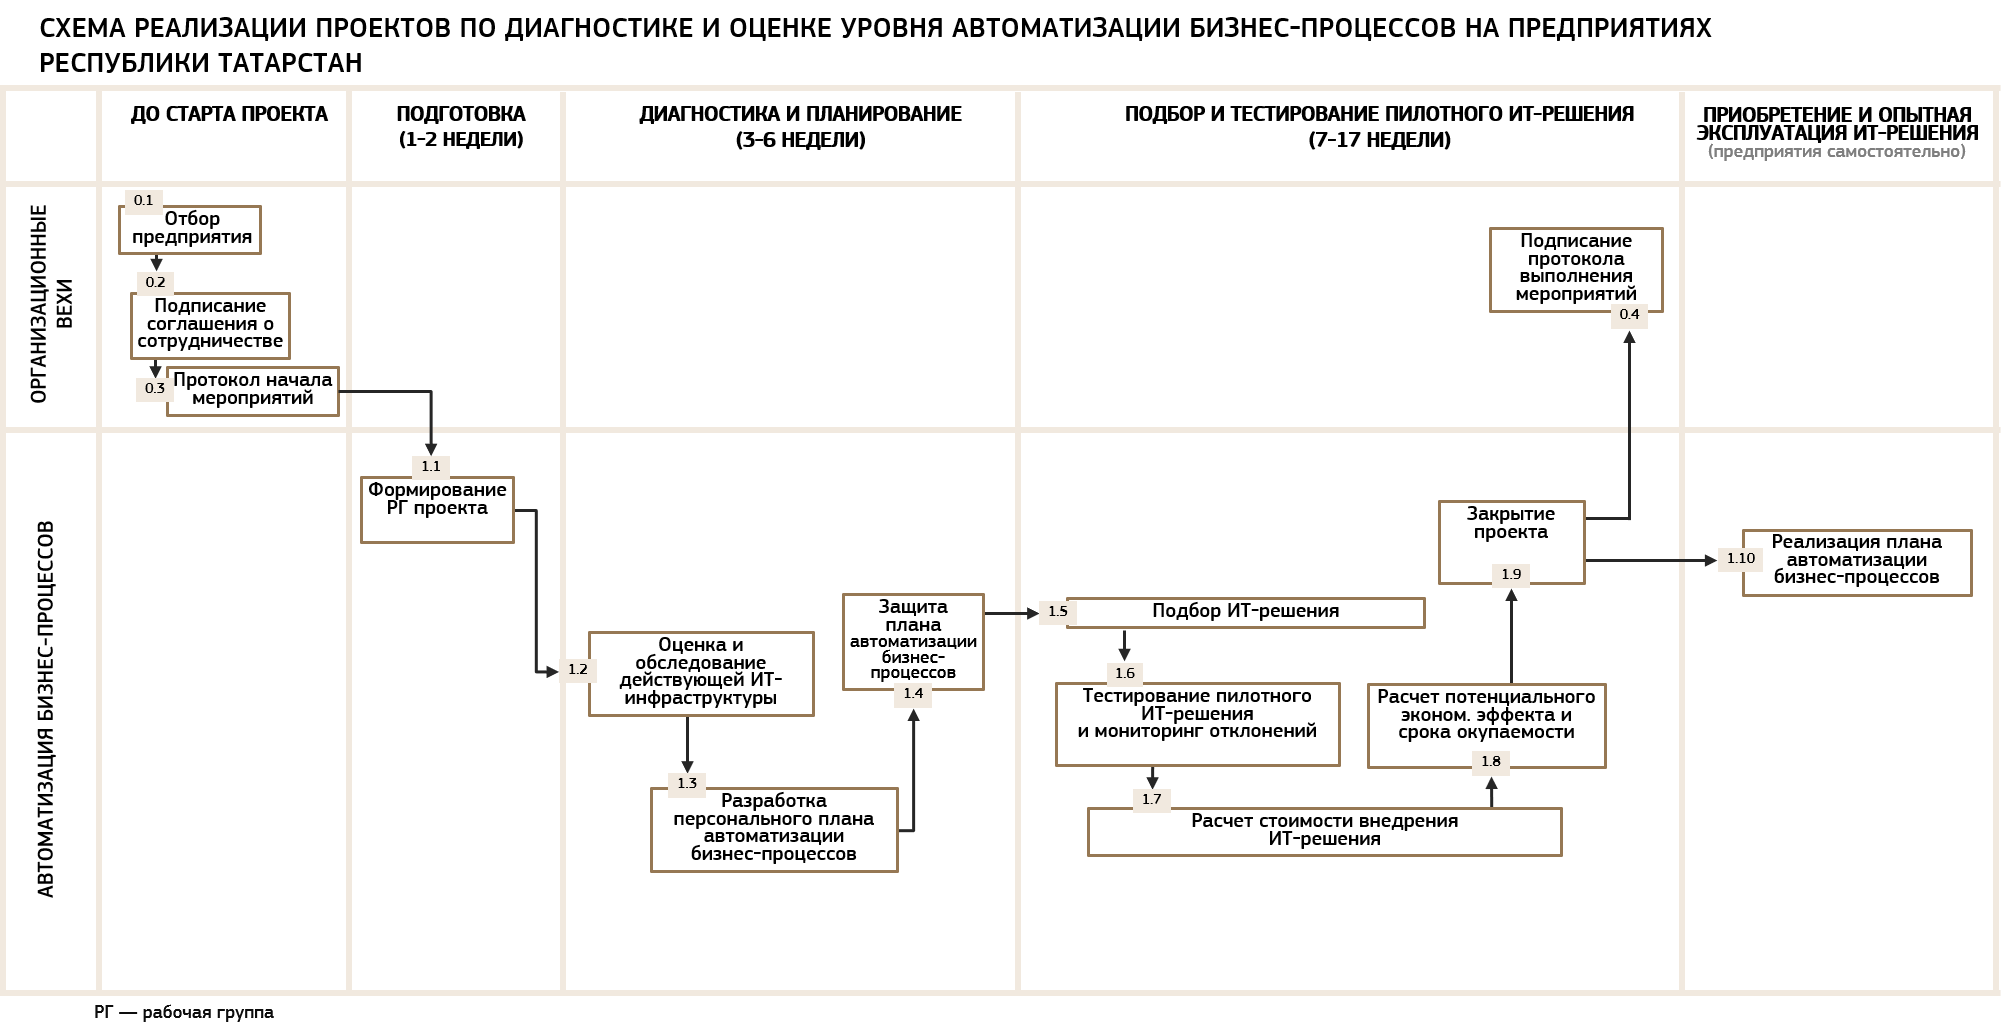 СХЕМА РЕАЛИЗАЦИИ ПРОЕКТОВ ПО ДИАГНОСТИКЕ И ОЦЕНКЕ УРОВНЯ АВТОМАТИЗАЦИИ БИЗНЕС-ПРОЦЕССОВ НА ПРЕДПРИЯТИЯХ
РЕСПУБЛИКИ ТАТАРСТАН
ДО СТАРТА ПРОЕКТА
ПОДГОТОВКА
(1-2 НЕДЕЛИ)
ДИАГНОСТИКА И ПЛАНИРОВАНИЕ
(3-6 НЕДЕЛИ)
ПОДБОР И ТЕСТИРОВАНИЕ ПИЛОТНОГО ИТ-РЕШЕНИЯ
(7-17 НЕДЕЛИ)
ПРИОБРЕТЕНИЕ И ОПЫТНАЯ
ЭКСПЛУАТАЦИЯ ИТ-РЕШЕНИЯ
(предприятия самостоятельно)
ОРГАНИЗАЦИОННЫЕ
ВЕХИ
0.1
Отбор
предприятия
0.2
Подписание
соглашения о
сотрудничестве
0.3
Протокол начала
мероприятий
Подписание
протокола
выполнения
мероприятий
0.4
АВТОМАТИЗАЦИЯ БИЗНЕС-ПРОЦЕССОВ
1.1
Формирование
РГ проекта
1.2
Оценка и
обследование
действующей ИТ-
инфраструктуры
1.3
Разработка
персонального плана
автоматизации
бизнес-процессов
Защита
плана
автоматизации
бизнес-
процессов
1.4
1.5
Подбор ИТ-решения
1.6
Тестирование пилотного
ИТ-решения
и мониторинг отклонений
1.7
Расчет стоимости внедрения
ИТ-решения
Расчет потенциального
эконом. эффекта и
срока окупаемости
1.8
Закрытие
проекта
1.9
1.10
Реализация плана
автоматизации
бизнес-процессов
РГ — рабочая группа